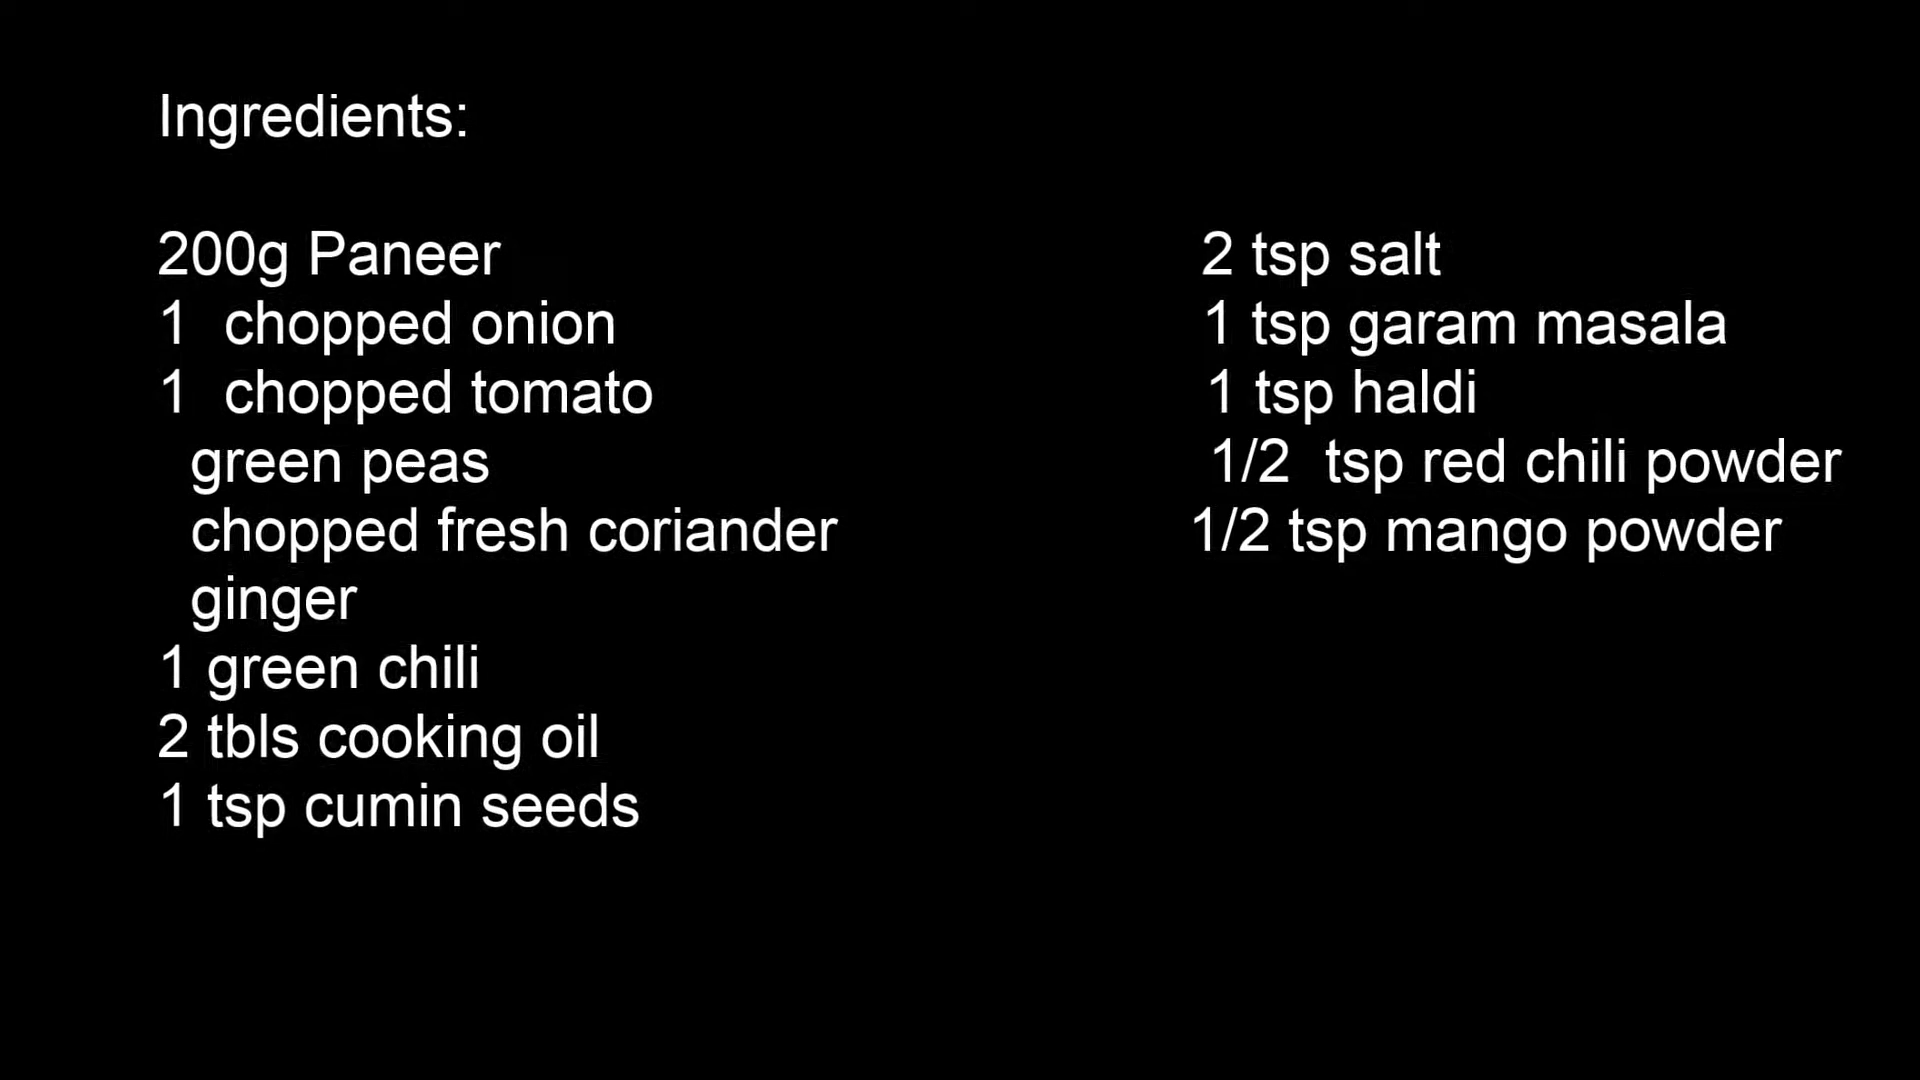 Ingredients:
200g Paneer
1 chopped onion
1 chopped tomato
green peas
chopped fresh coriander
ginger
1 green chili
2 tbls cooking oil
1 tsp cumin seeds
2 tsp salt
1 tsp garam masala
1 tsp haldi
1/2 tsp red chili powder
1/2 tsp mango powder